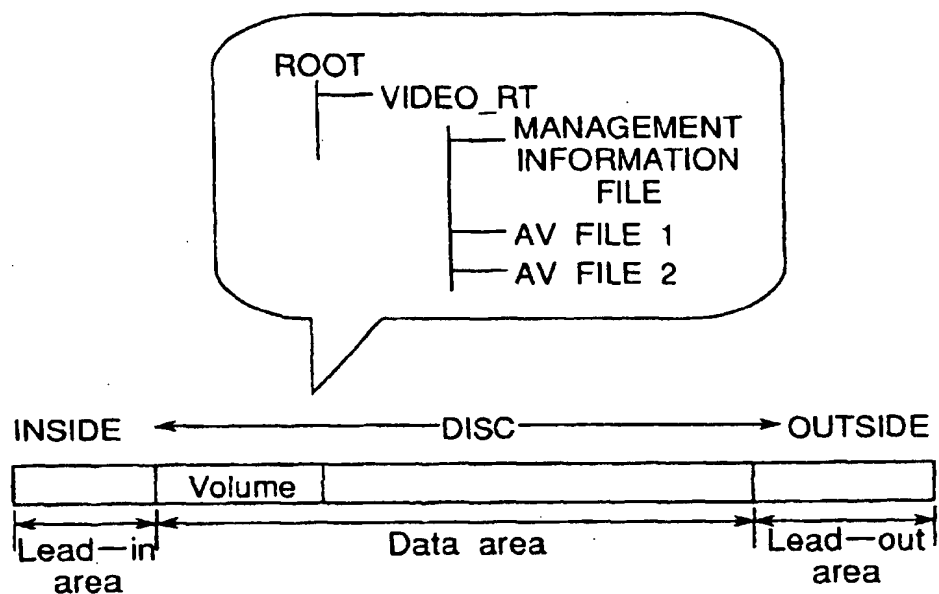 ROOT
VIDEO_RT
MANAGEMENT
INFORMATION
FILE
AV FILE 1
AV FILE 2
INSIDE DISC OUTSIDE
Volume
Lead-in area
Data area
Lead-out area